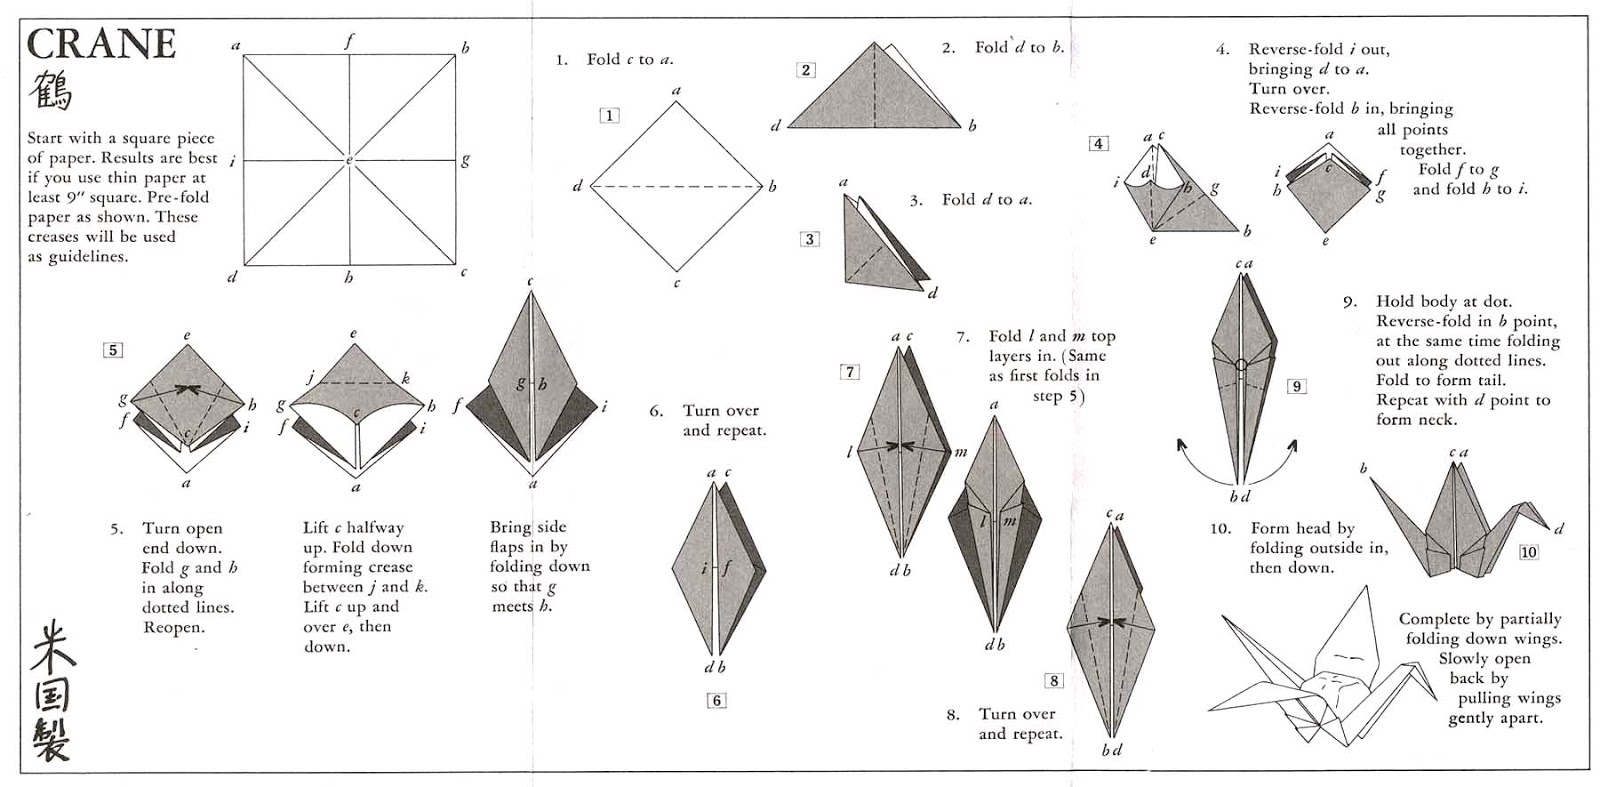 CRANE
鶴
Start with a square piece
of paper. Results are best
if you use thin paper at
least 9" square. Pre-fold
paper as shown. These
creases will be used
as guidelines.
a f b
i e g
d h c
1. Fold c to a.
1
a
d b
c
2. Fold d to b.
2
d b
3. Fold d to a.
3
a
d
4. Reverse-fold i out,
bringing d to a.
Turn over.
Reverse-fold b in, bringing
all points
together.
Fold f to g
and fold h to i.
4
a c
i d h g
e b
a
i c f
h g
e
5
e
g h
f c i
a
e
j k
g c h
f i
a
c
g h
f i
a
5. Turn open
end down.
Fold g and h
in along
dotted lines.
Reopen.
Lift c halfway
up. Fold down
forming crease
between j and k.
Lift c up and
over e, then
down.
Bring side
flaps in by
folding down
so that g
meets h.
6. Turn over
and repeat.
a c
i f
d b
6
7. Fold l and m top
layers in. (Same
as first folds in
step 5)
7
a c
l m
d b
a
l m
d b
8
c a
b d
8. Turn over
and repeat.
9. Hold body at dot.
Reverse-fold in b point,
at the same time folding
out along dotted lines.
Fold to form tail.
Repeat with d point to
form neck.
c a
9
b d
10. Form head by
folding outside in,
then down.
b c a d
10
Complete by partially
folding down wings.
Slowly open
back by
pulling wings
gently apart.
米
国
製